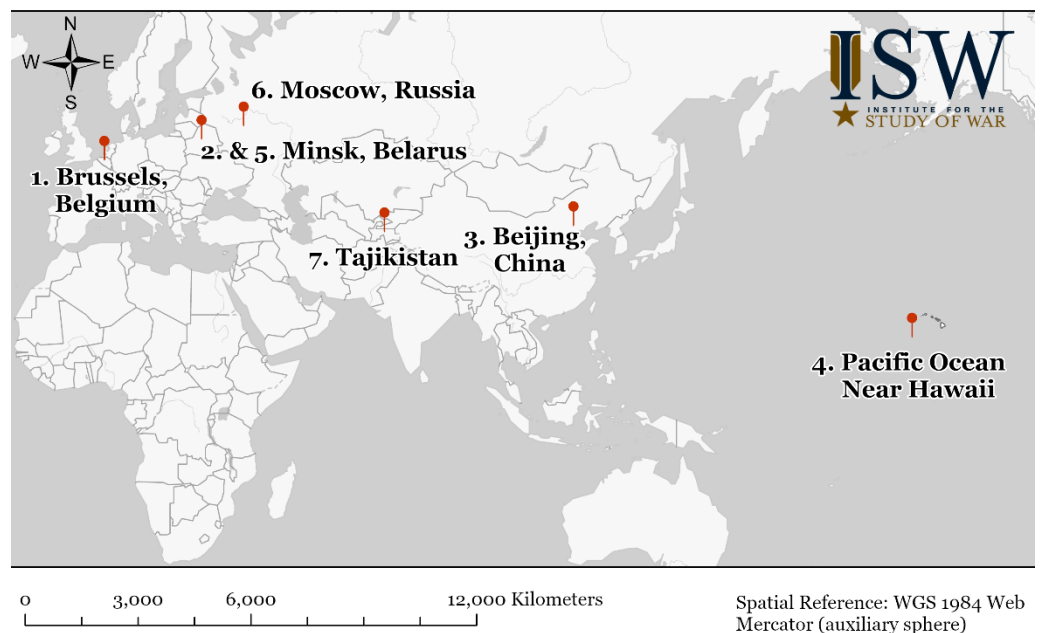 N
W E
S
ISW
INSTITUTE FOR THE
STUDY OF WAR
6. Moscow, Russia
2. & 5. Minsk, Belarus
1. Brussels,
Belgium
3. Beijing,
China
7. Tajikistan
4. Pacific Ocean
Near Hawaii
0 3,000 6,000 12,000 Kilometers
Spatial Reference: WGS 1984 Web
Mercator (auxiliary sphere)